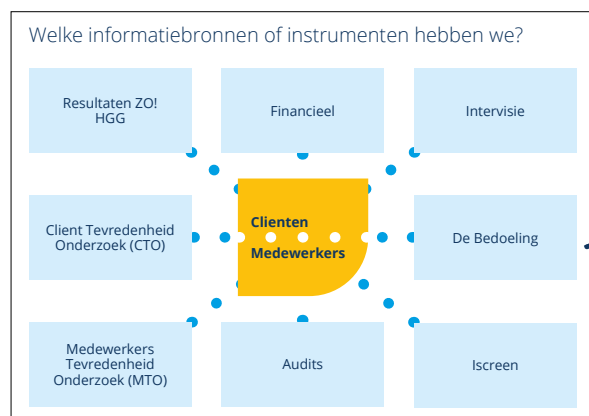 Welke informatiebronnen of instrumenten hebben we?
Resultaten ZO!
HGG
Financieel
Intervisie
Client Tevredenheid
Onderzoek (CTO)
Clienten
Medewerkers
De Bedoeling
Medewerkers
Tevredenheid
Onderzoek (MTO)
Audits
Iscreen